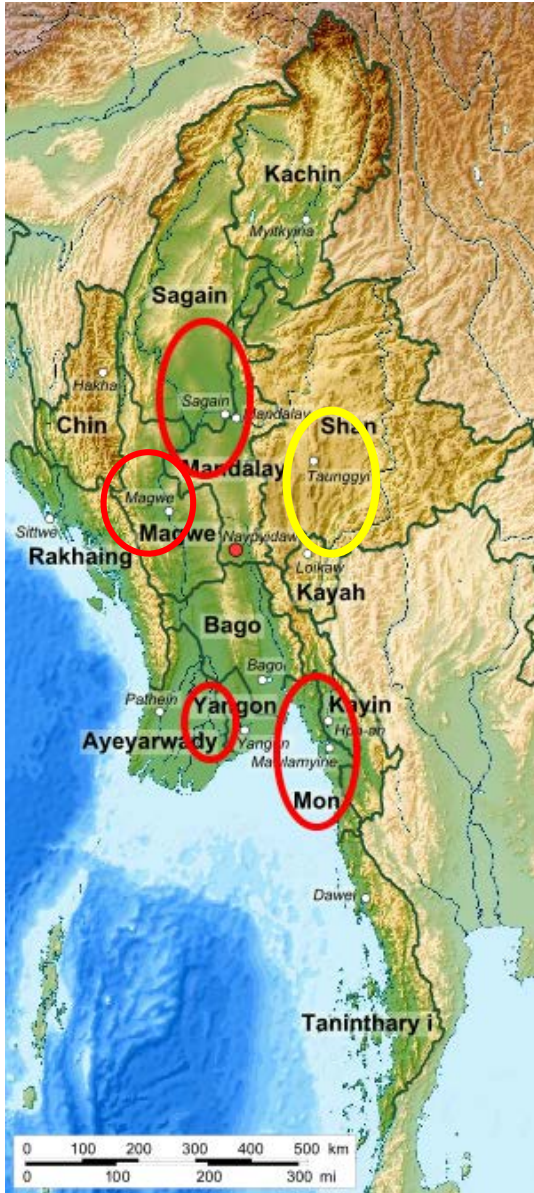 Kachin
Myitkyina
Sagain
Hakha
Sagain
Mandalay
Chin
Shan
Mandalay
Taunggyi
Magwe
Sittwe
Magwe
Naypyidaw
Rakhaing
Loikaw
Kayah
Bago
Bago
Pathein
Yangon
Kayin
Hpa-an
Ayeyarwady
Yangon
Mawlamyine
Mon
Dawei
Taninthary i
0 100 200 300 400 500 km
0 100 200 300 mi